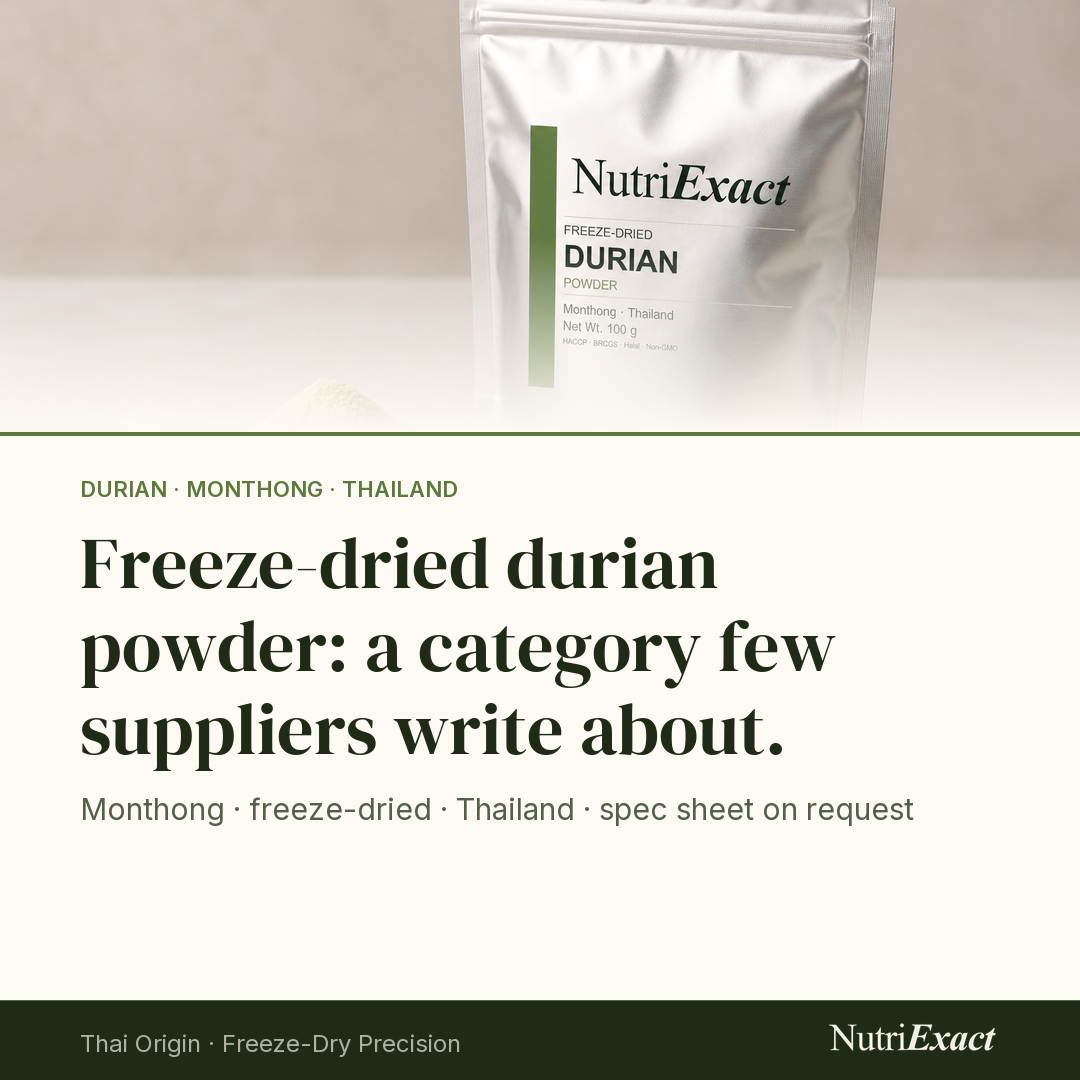 NutriExact
FREEZE-DRIED
DURIAN
POWDER
Monthong · Thailand
Net Wt. 100 g
HACCP · BRCGS · Halal · Non-GMO
DURIAN · MONTHONG · THAILAND
Freeze-dried durian
powder: a category few
suppliers write about.
Monthong · freeze-dried · Thailand · spec sheet on request
Thai Origin · Freeze-Dry Precision
NutriExact